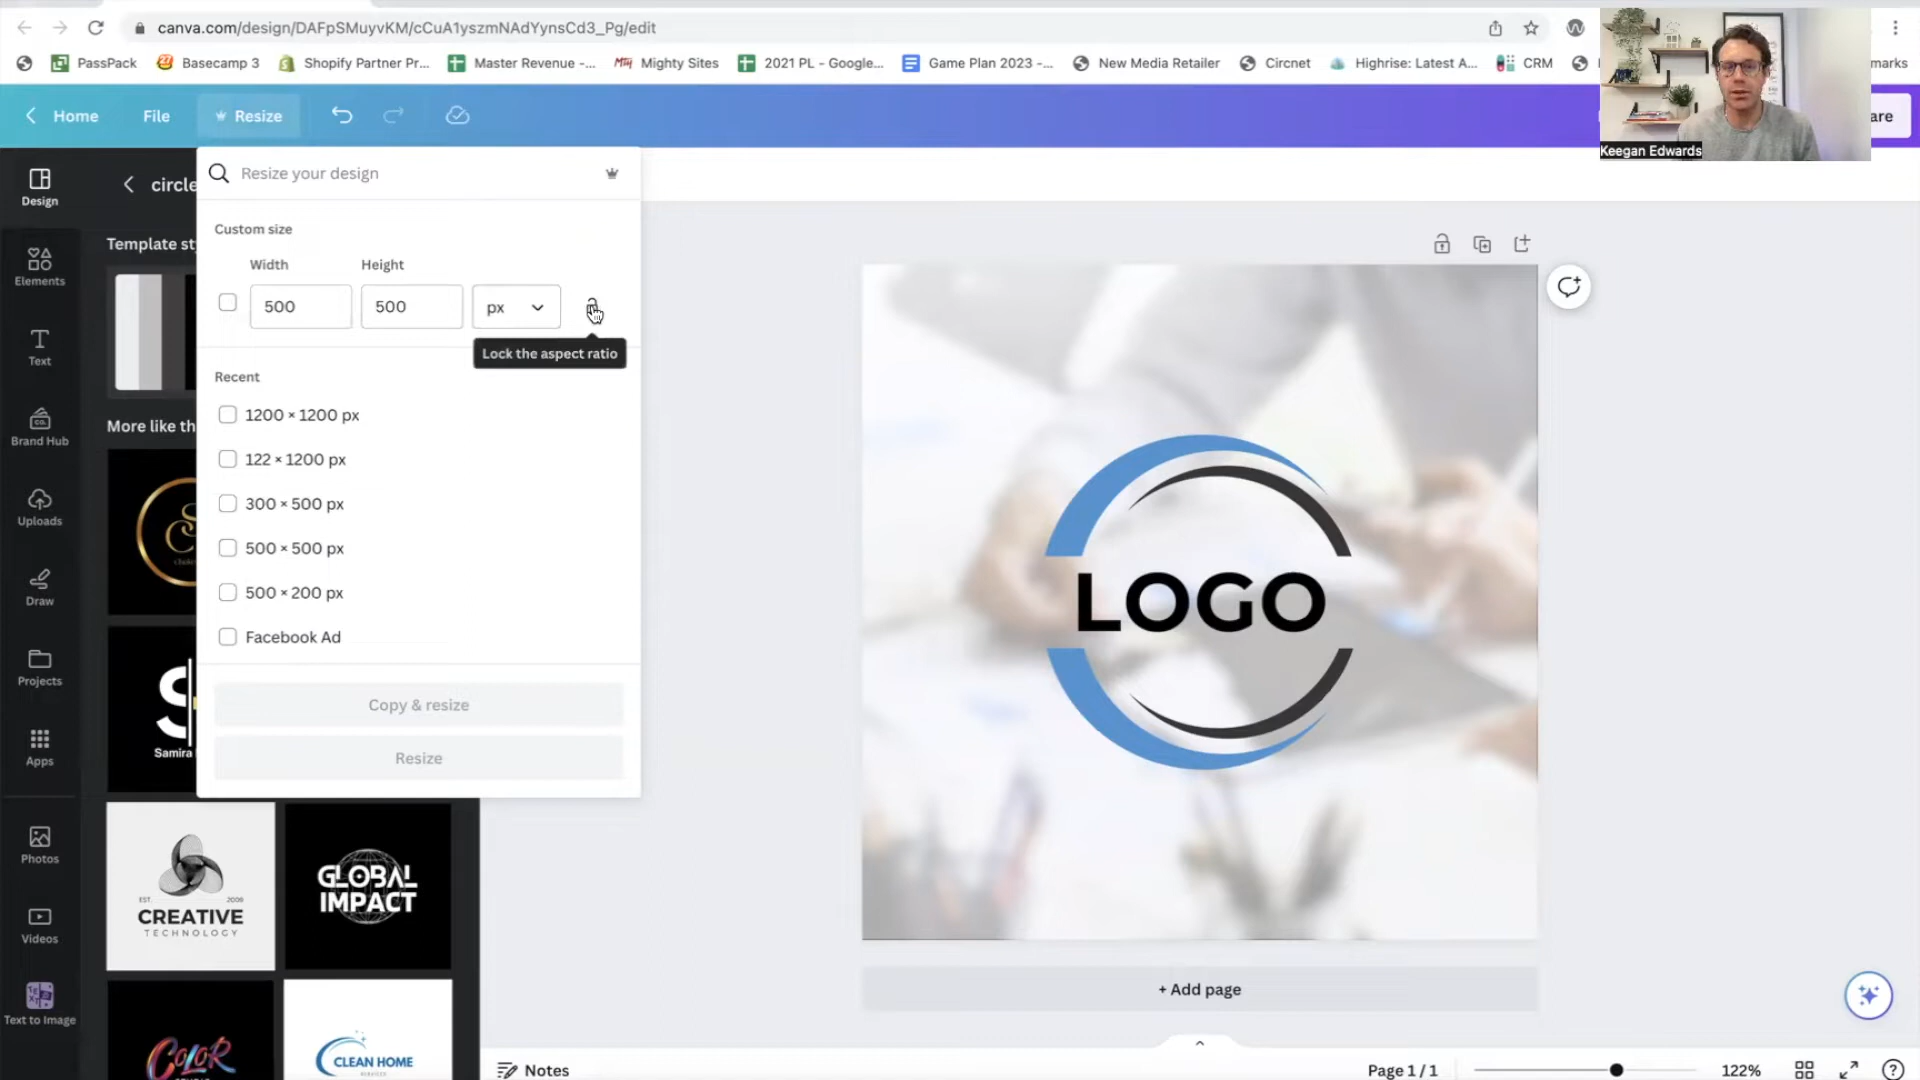 canva.com/design/DAFpSMuyvKM/cCuA1yszmNAdYynsCd3_Pg/edit
PassPack
Basecamp 3
Shopify Partner Pr...
Master Revenue -...
Mighty Sites
2021 PL - Google...
Game Plan 2023 -...
New Media Retailer
Circnet
Highrise: Latest A...
CRM
marks
Home
File
Resize
are
Keegan Edwards
Design
Elements
Text
Brand Hub
Uploads
Draw
Projects
Apps
Photos
Videos
Text to Image
circle
Template sty
More like th
Resize your design
Custom size
Width
Height
500
500
px
Lock the aspect ratio
Recent
1200 × 1200 px
122 × 1200 px
300 × 500 px
500 × 500 px
500 × 200 px
Facebook Ad
Copy & resize
Resize
S
Samira
EST. 2009
CREATIVE
TECHNOLOGY
GLOBAL
IMPACT
COLOR
CLEAN HOME
SERVICES
LOGO
+ Add page
Notes
Page 1 / 1
122%